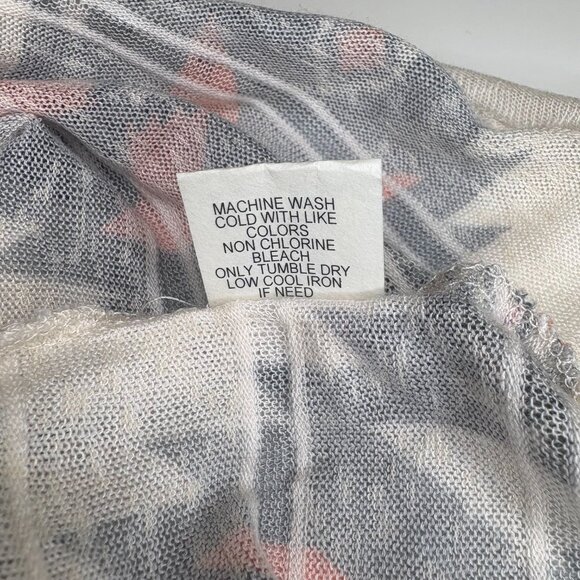 MACHINE WASH
COLD WITH LIKE
COLORS
NON CHLORINE
BLEACH
ONLY TUMBLE DRY
LOW COOL IRON
IF NEED